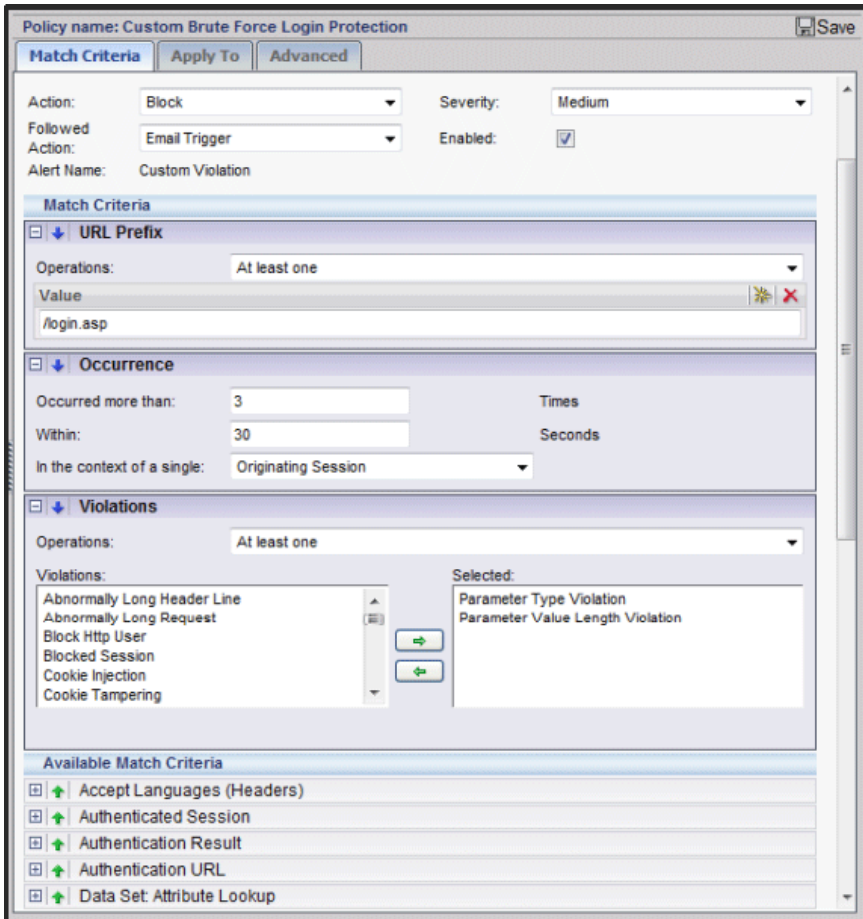 Policy name: Custom Brute Force Login Protection Save
Match Criteria Apply To Advanced
Action: Block Severity: Medium
Followed Action: Email Trigger Enabled:
Alert Name: Custom Violation
Match Criteria
URL Prefix
Operations: At least one
Value
/login.asp
Occurrence
Occurred more than: 3 Times
Within: 30 Seconds
In the context of a single: Originating Session
Violations
Operations: At least one
Violations: Selected:
Abnormally Long Header Line Parameter Type Violation
Abnormally Long Request Parameter Value Length Violation
Block Http User
Blocked Session
Cookie Injection
Cookie Tampering
Available Match Criteria
Accept Languages (Headers)
Authenticated Session
Authentication Result
Authentication URL
Data Set: Attribute Lookup